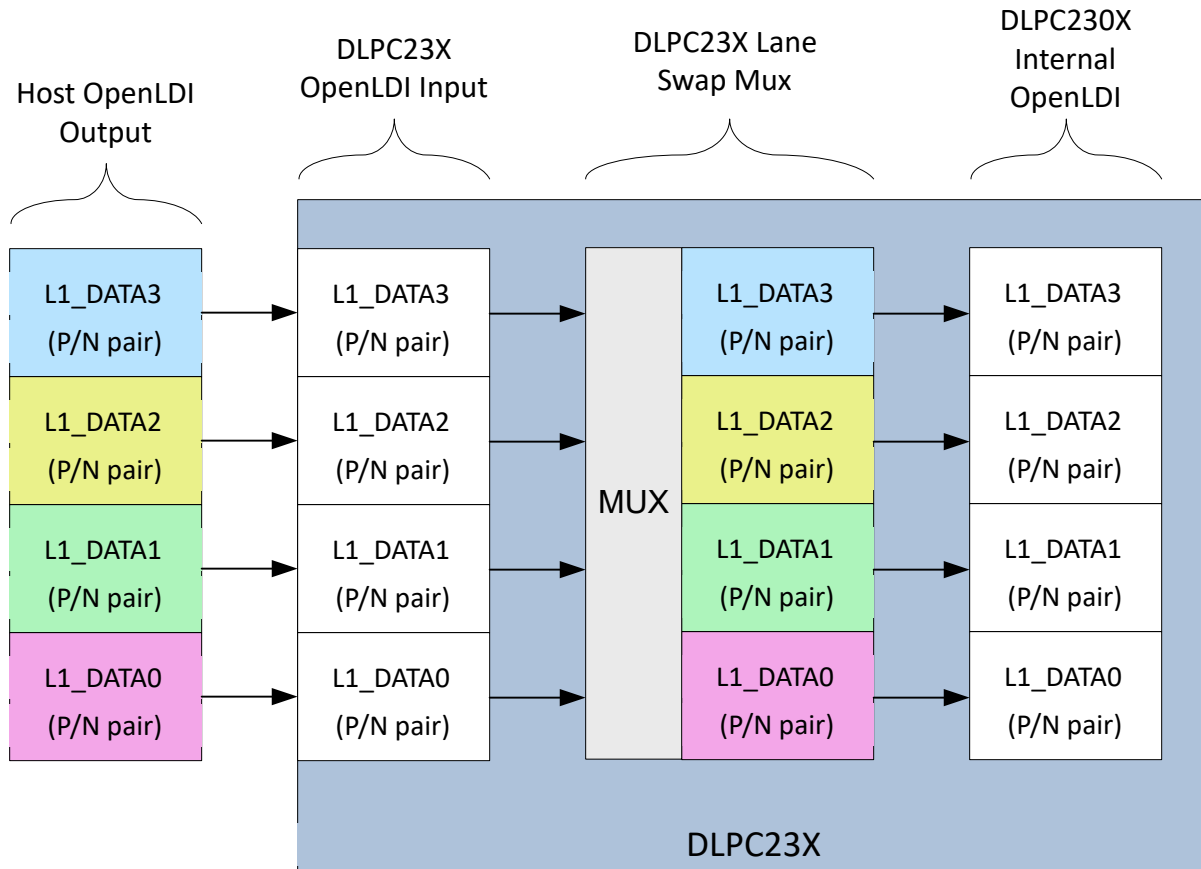 Host OpenLDI
Output
DLPC23X
OpenLDI Input
DLPC23X Lane
Swap Mux
DLPC230X
Internal
OpenLDI
L1_DATA3
(P/N pair)
L1_DATA3
(P/N pair)
L1_DATA3
(P/N pair)
L1_DATA3
(P/N pair)
L1_DATA2
(P/N pair)
L1_DATA2
(P/N pair)
L1_DATA2
(P/N pair)
L1_DATA2
(P/N pair)
MUX
L1_DATA1
(P/N pair)
L1_DATA1
(P/N pair)
L1_DATA1
(P/N pair)
L1_DATA1
(P/N pair)
L1_DATA0
(P/N pair)
L1_DATA0
(P/N pair)
L1_DATA0
(P/N pair)
L1_DATA0
(P/N pair)
DLPC23X